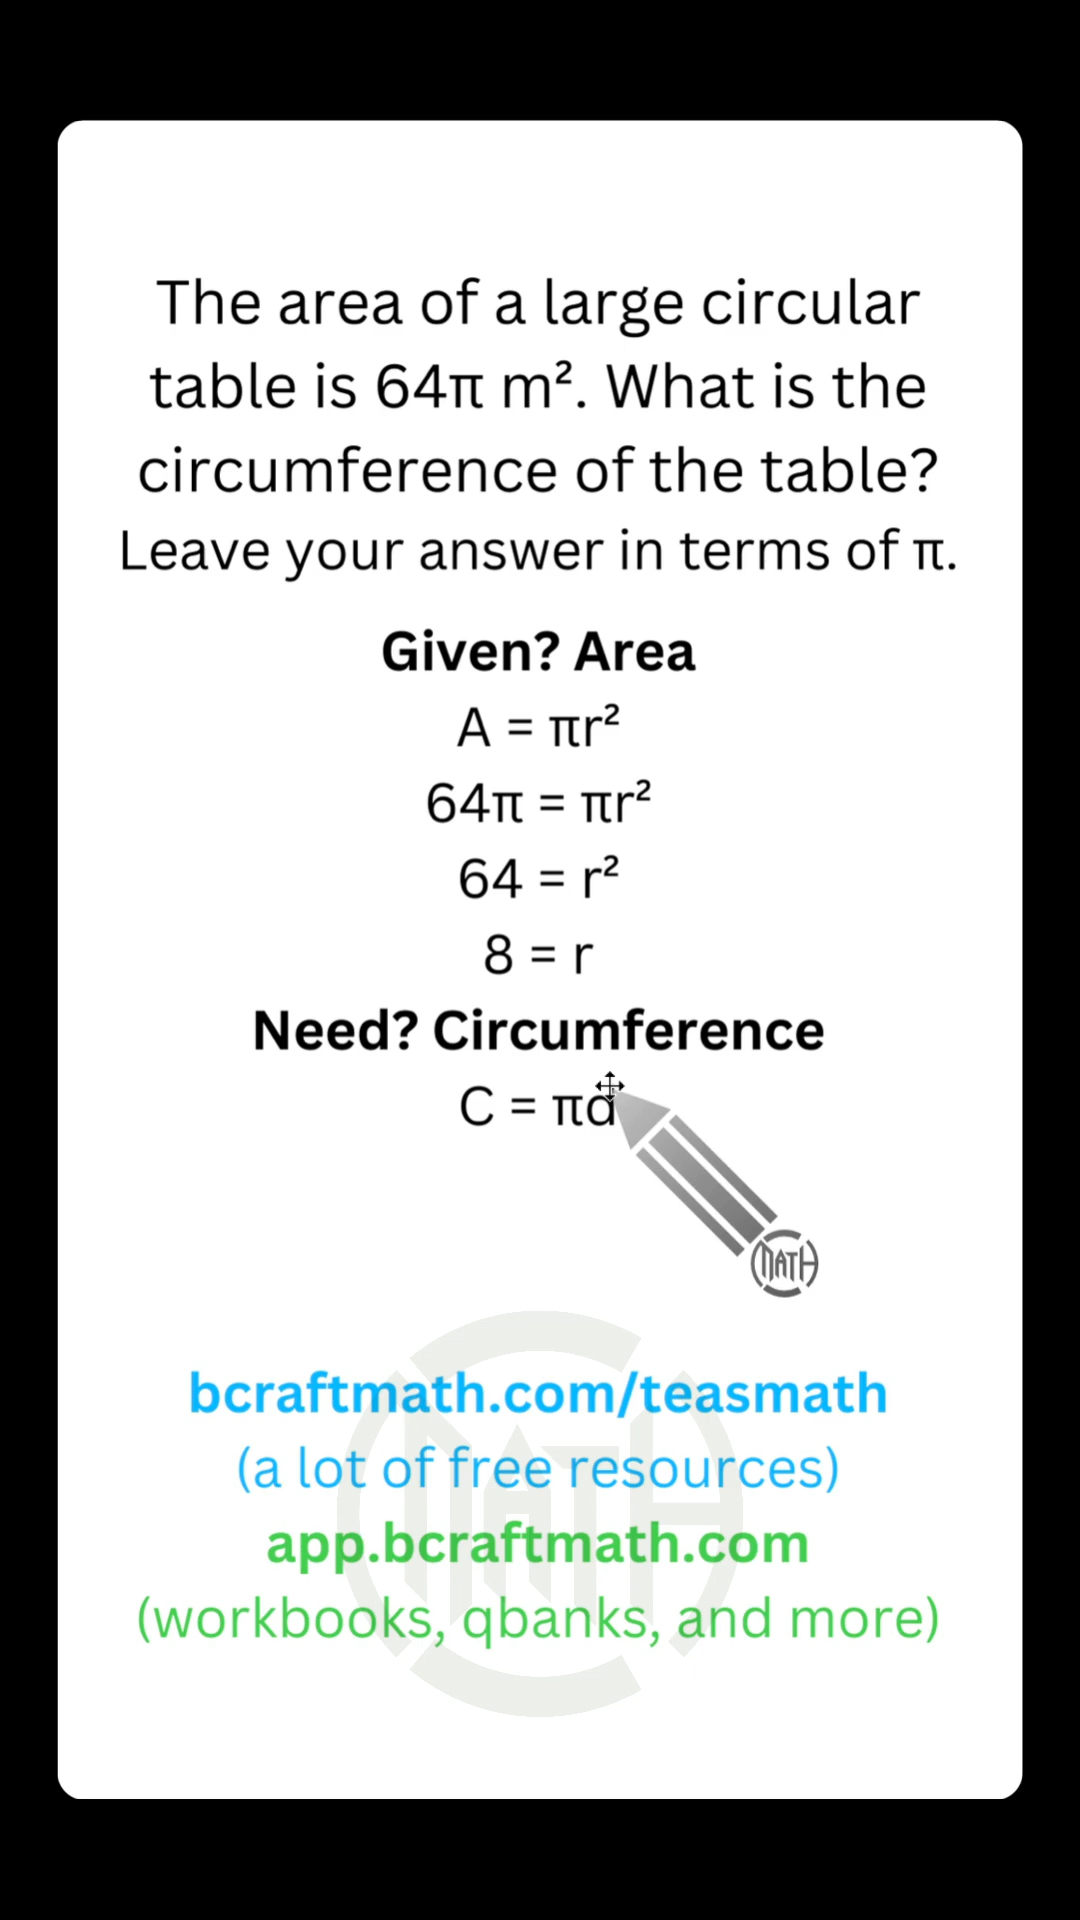 The area of a large circular
table is 64π m². What is the
circumference of the table?
Leave your answer in terms of π.
Given? Area
A = πr²
64π = πr²
64 = r²
8 = r
Need? Circumference
C = πd
MATH
bcraftmath.com/teasmath
(a lot of free resources)
app.bcraftmath.com
(workbooks, qbanks, and more)
MATH